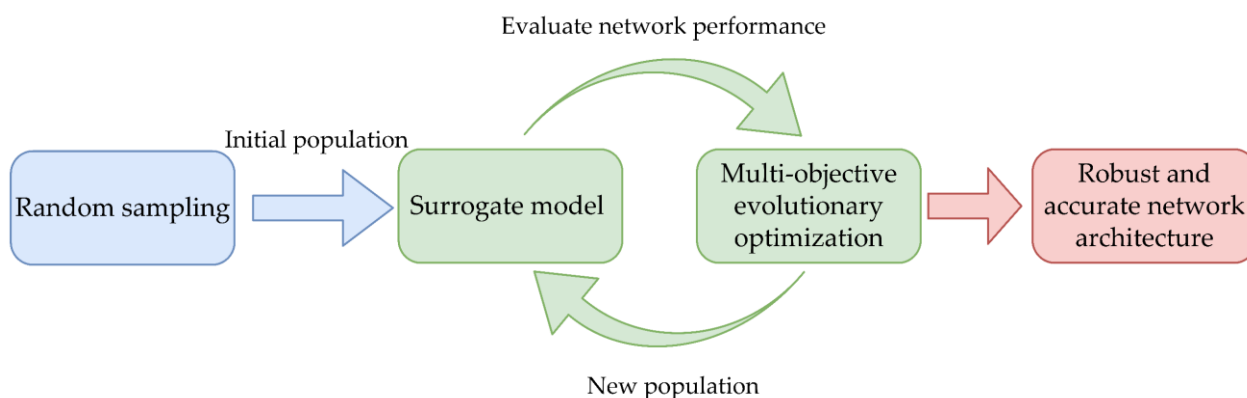 Evaluate network performance
Initial population
Random sampling
Surrogate model
Multi-objective
evolutionary
optimization
Robust and
accurate network
architecture
New population